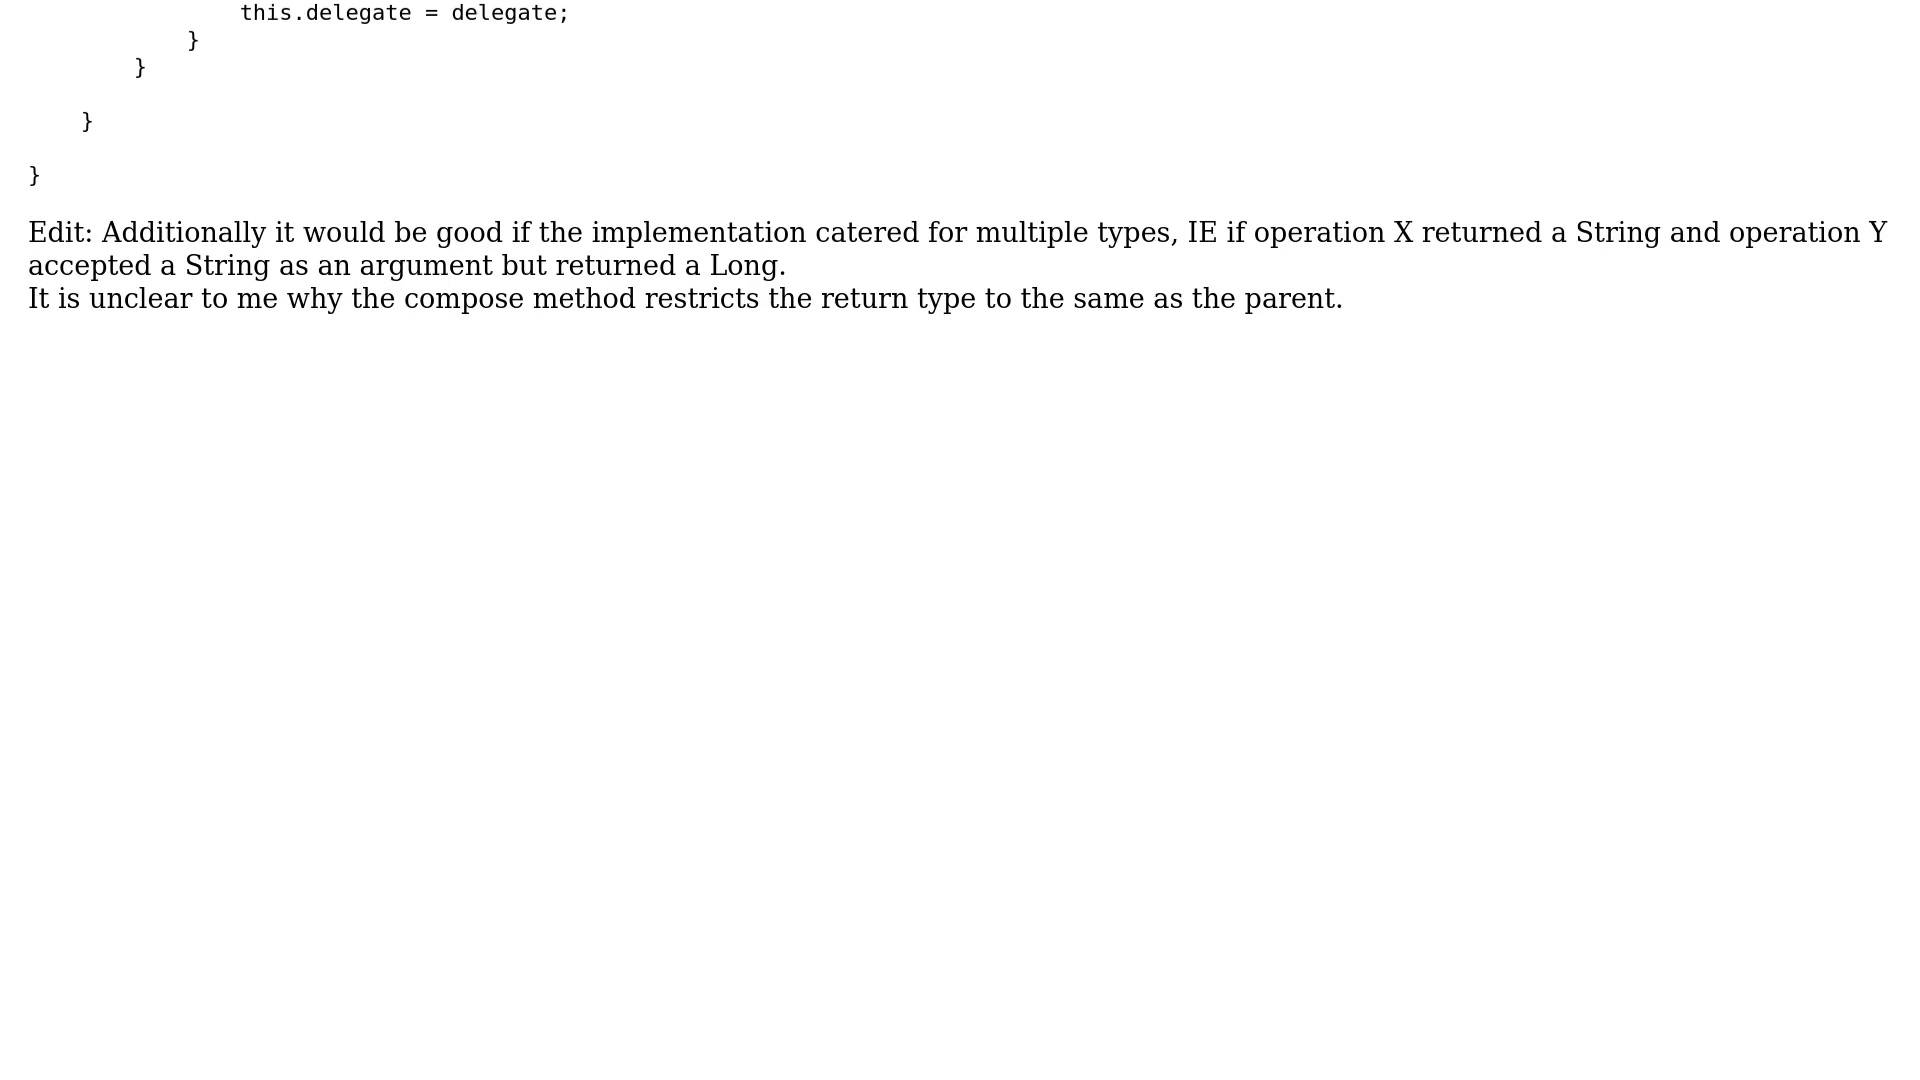 this.delegate = delegate;
            }
        }

    }

}
Edit: Additionally it would be good if the implementation catered for multiple types, IE if operation X returned a String and operation Y
accepted a String as an argument but returned a Long.
It is unclear to me why the compose method restricts the return type to the same as the parent.